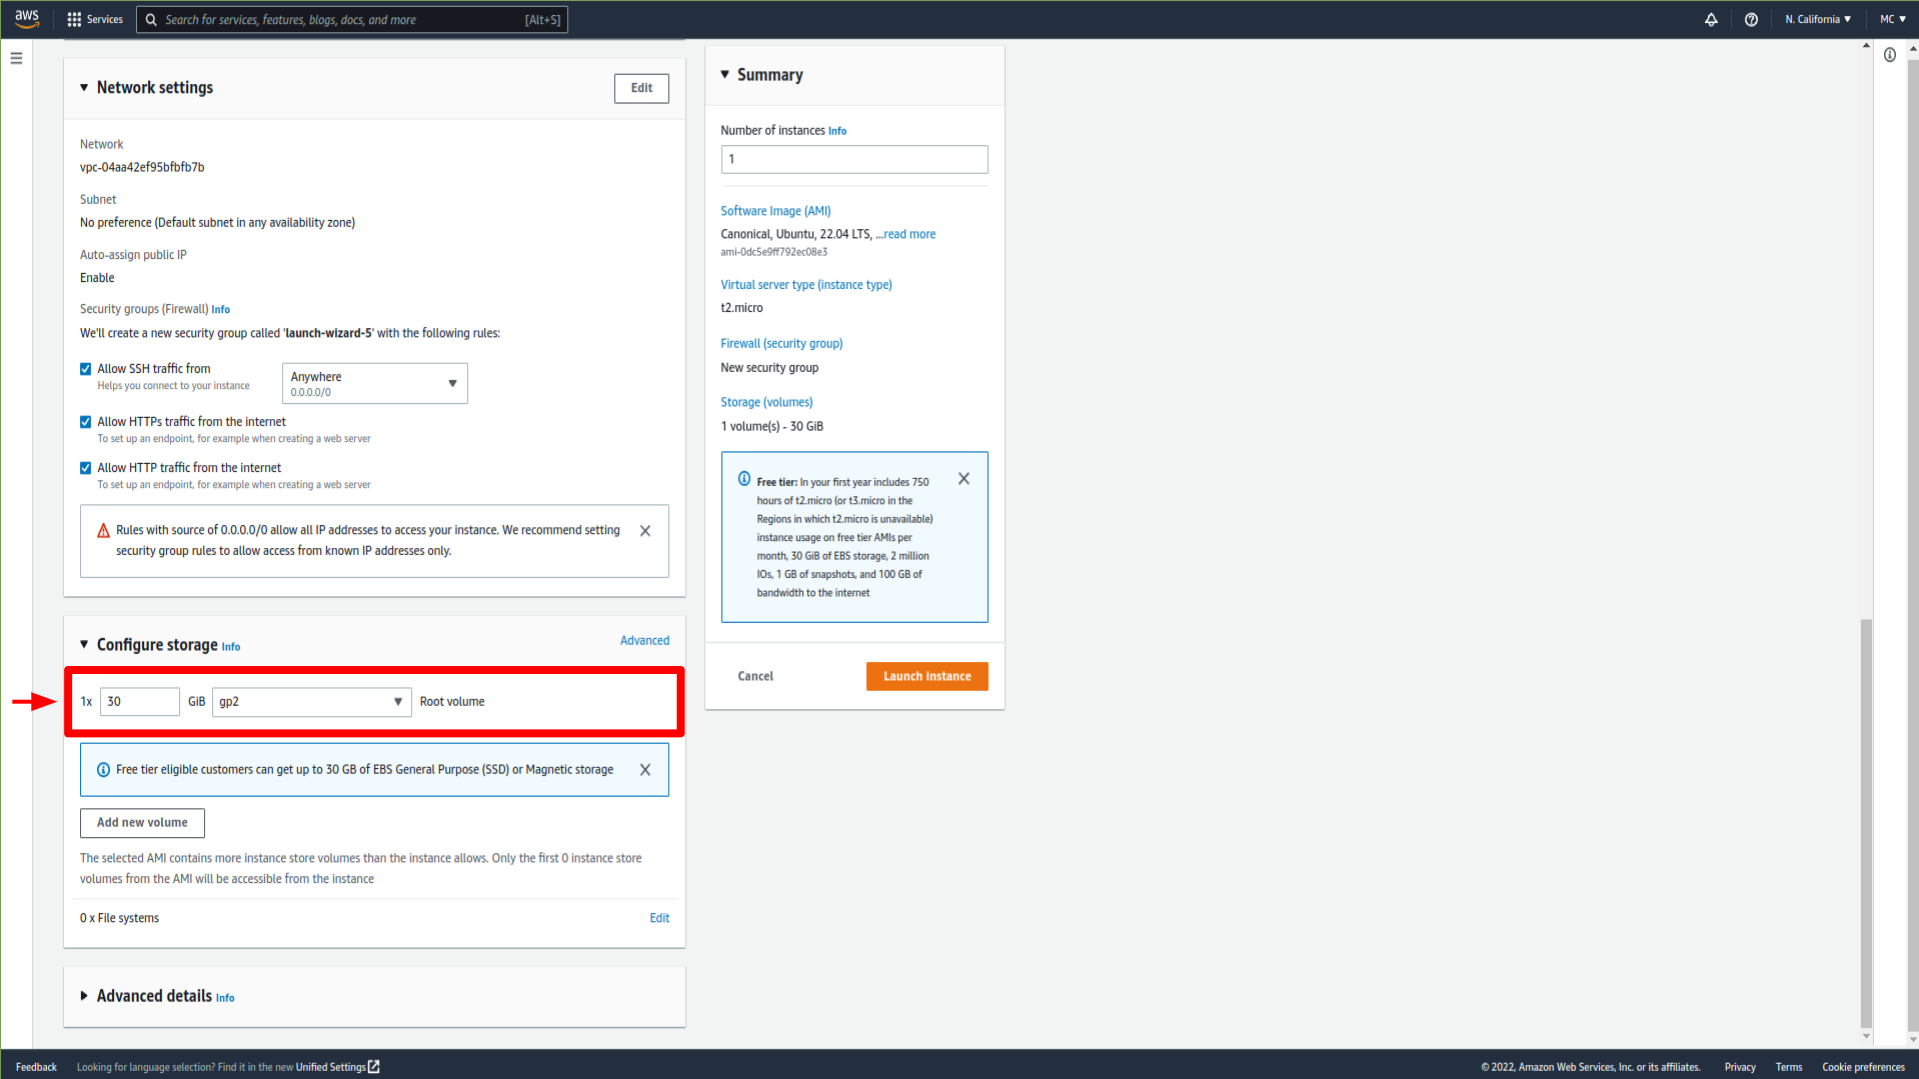 aws
Services
Search for services, features, blogs, docs, and more
[Alt+S]
N. California
MC
Network settings
Edit
Network
vpc-04aa42ef95bfbfb7b
Subnet
No preference (Default subnet in any availability zone)
Auto-assign public IP
Enable
Security groups (Firewall) Info
We'll create a new security group called 'launch-wizard-5' with the following rules:
Allow SSH traffic from
Helps you connect to your instance
Anywhere
0.0.0.0/0
Allow HTTPs traffic from the internet
To set up an endpoint, for example when creating a web server
Allow HTTP traffic from the internet
To set up an endpoint, for example when creating a web server
Rules with source of 0.0.0.0/0 allow all IP addresses to access your instance. We recommend setting
security group rules to allow access from known IP addresses only.
Configure storage Info
Advanced
1x 30 GiB gp2 Root volume
Free tier eligible customers can get up to 30 GB of EBS General Purpose (SSD) or Magnetic storage
Add new volume
The selected AMI contains more instance store volumes than the instance allows. Only the first 0 instance store
volumes from the AMI will be accessible from the instance
0 x File systems
Edit
Advanced details Info
Summary
Number of instances Info
1
Software Image (AMI)
Canonical, Ubuntu, 22.04 LTS, ...read more
ami-0dc5e9ff792ec08e3
Virtual server type (instance type)
t2.micro
Firewall (security group)
New security group
Storage (volumes)
1 volume(s) - 30 GiB
Free tier: In your first year includes 750
hours of t2.micro (or t3.micro in the
Regions in which t2.micro is unavailable)
instance usage on free tier AMIs per
month, 30 GiB of EBS storage, 2 million
IOs, 1 GB of snapshots, and 100 GB of
bandwidth to the internet
Cancel
Launch instance
Feedback
Looking for language selection? Find it in the new Unified Settings
© 2022, Amazon Web Services, Inc. or its affiliates.
Privacy
Terms
Cookie preferences